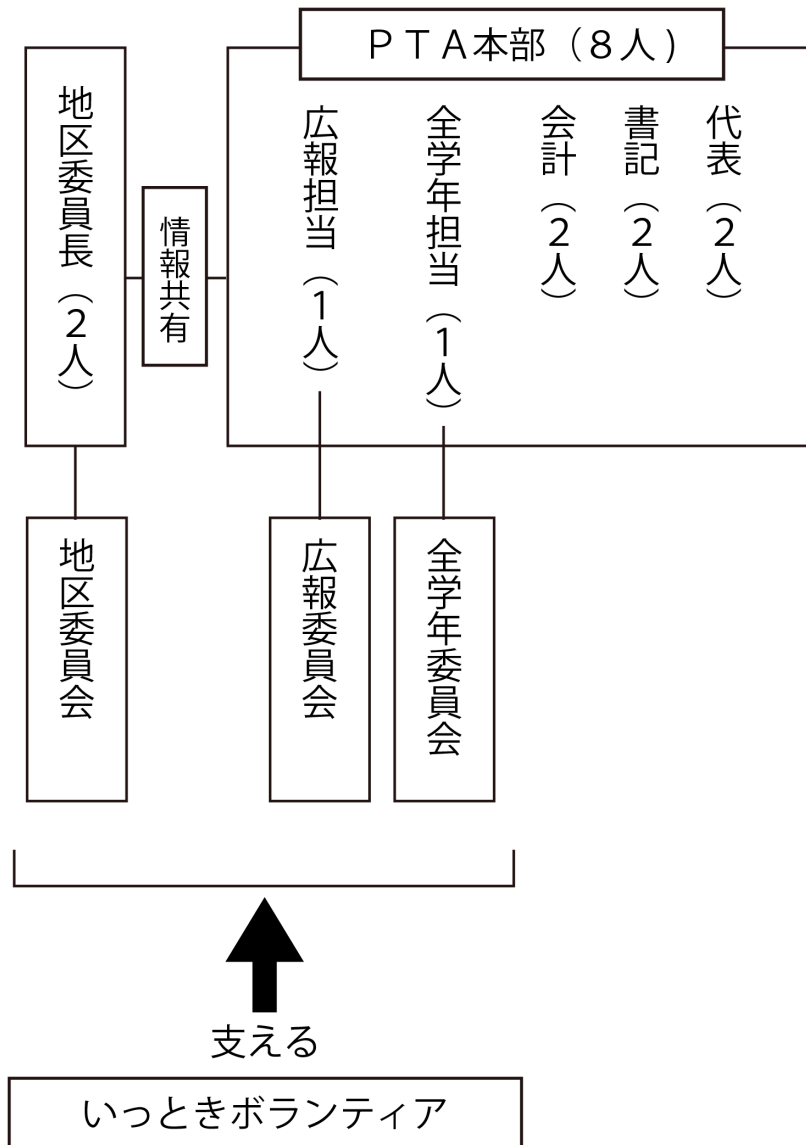 ＰＴＡ本部（８人）
代表（２人）
書記（２人）
会計（２人）
全学年担当（１人）
広報担当（１人）
情報共有
地区委員長（２人）
全学年委員会
広報委員会
地区委員会
支える
いっときボランティア